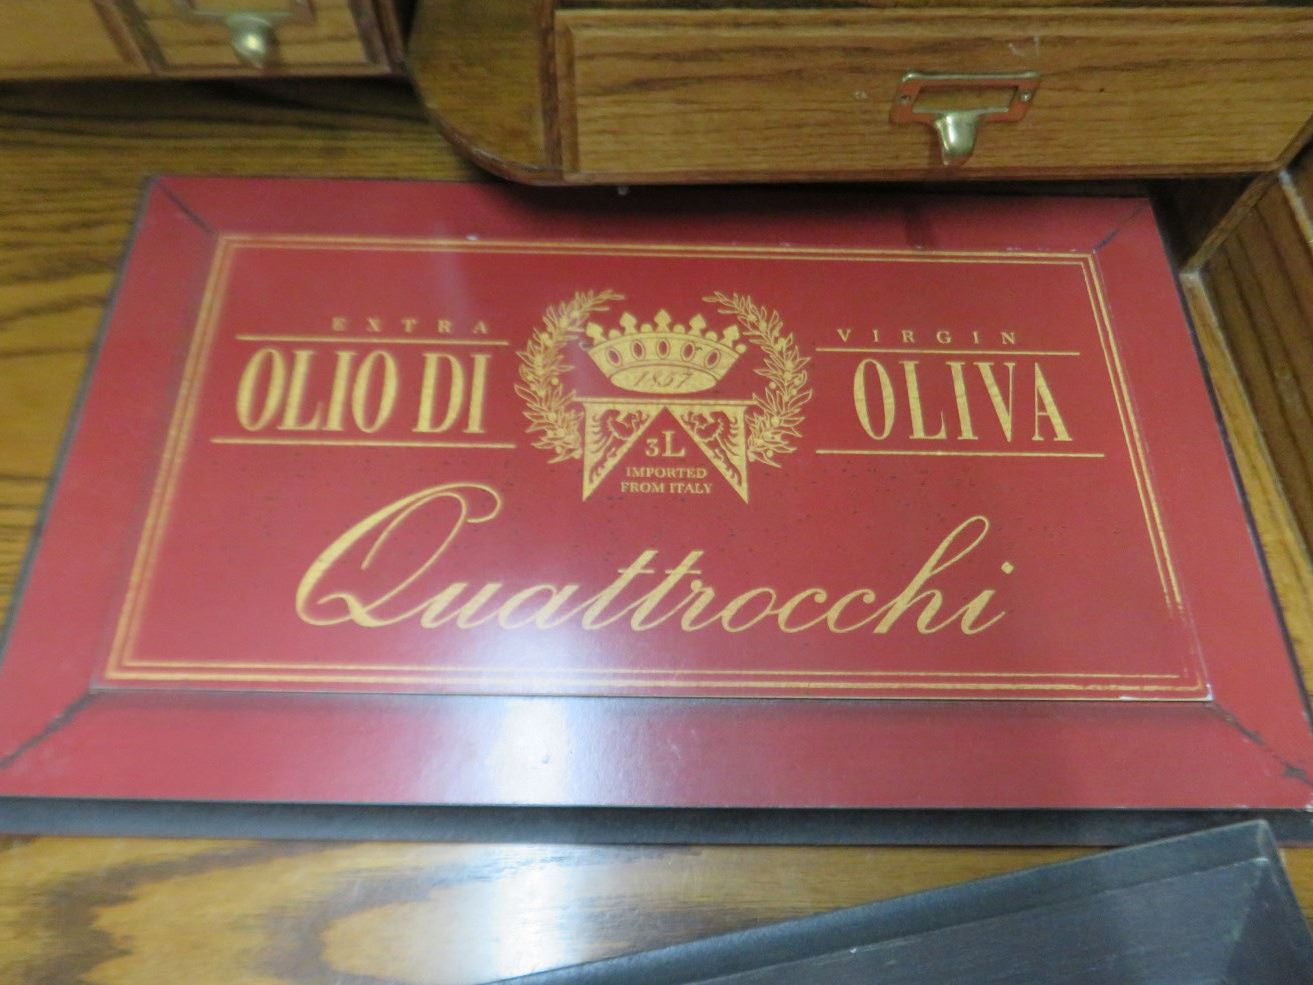 EXTRA VIRGIN
OLIO DI OLIVA
1857
3L
IMPORTED
FROM ITALY
Quattrocchi